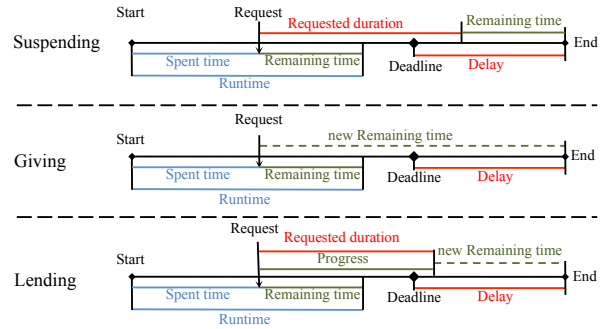 Start
Request
Requested duration
Remaining time
Suspending
End
Spent time
Remaining time
Deadline
Delay
Runtime
Start
Request
new Remaining time
Giving
End
Spent time
Remaining time
Deadline
Delay
Runtime
Request
Requested duration
Start
Progress
new Remaining time
Lending
End
Spent time
Remaining time
Deadline
Delay
Runtime